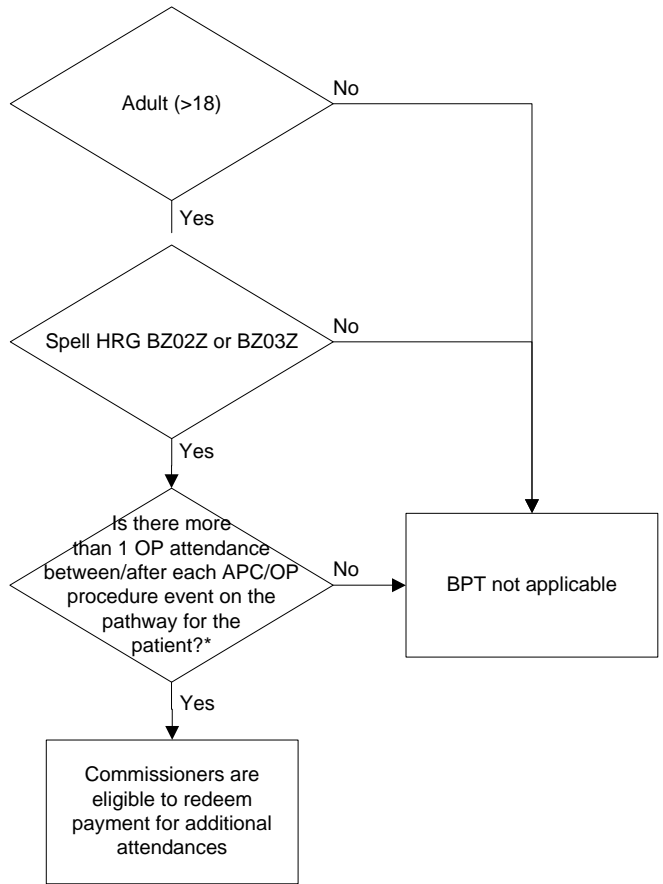 Adult (>18)
No
Yes
Spell HRG BZ02Z or BZ03Z
No
Yes
Is there more
than 1 OP attendance
between/after each APC/OP
procedure event on the
pathway for the
patient?*
No
BPT not applicable
Yes
Commissioners are
eligible to redeem
payment for additional
attendances